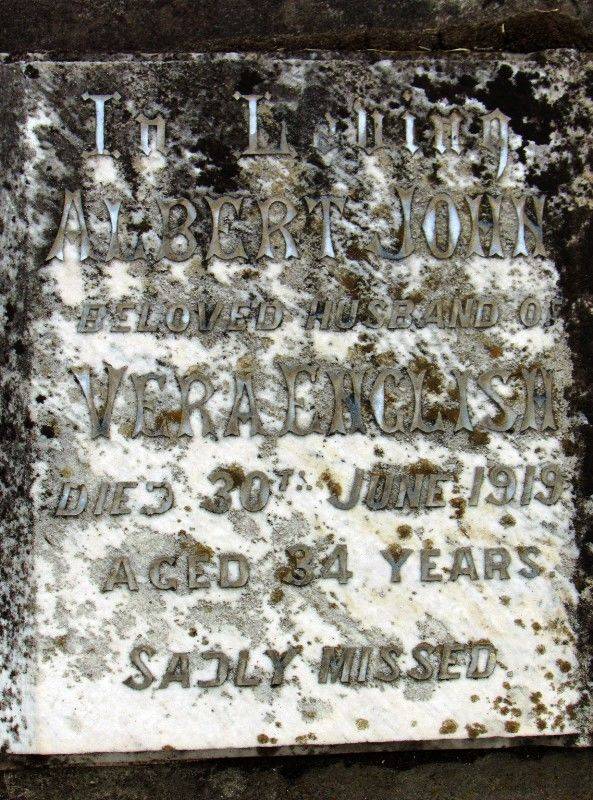 In Loving
ALBERT JOHN
BELOVED HUSBAND OF
VERA ENGLISH
DIED 30TH JUNE 1919
AGED 34 YEARS
SADLY MISSED